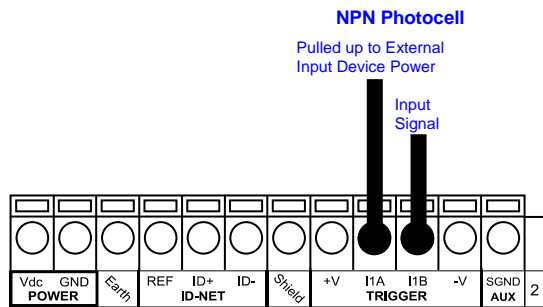 NPN Photocell
Pulled up to External
Input Device Power
Input
Signal
Vdc GND Earth REF ID+ ID- Shield +V I1A I1B -V SGND 2
POWER ID-NET TRIGGER AUX